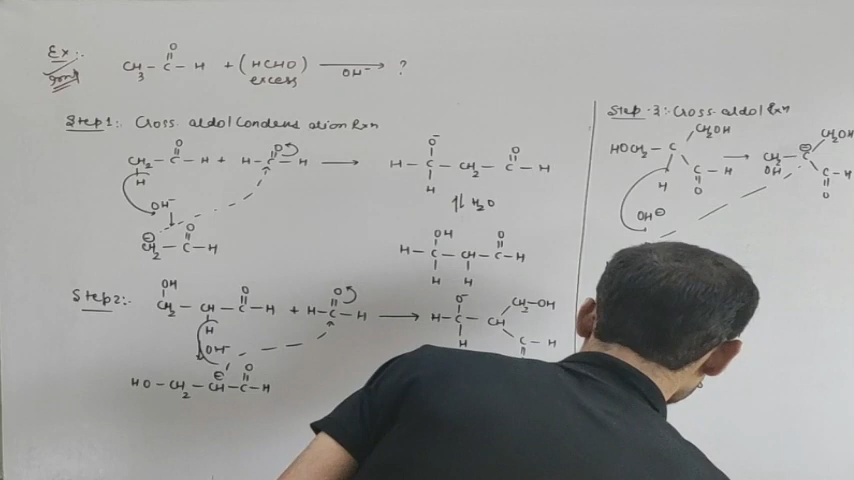 Ex:-
O
CH3 — C — H + (HCHO) → ?
excess OH-
Step 1:- Cross aldol Condensation Rxn
O O O-
CH2 — C — H + H — C — H → H — C — CH2 — C — H
H O H
OH- ⇌ H2O
⊖ O OH O
CH2 — C — H H — C — CH — C — H
H H
Step 2:-
OH O O O-
CH2 — CH — C — H + H — C — H → H — C — CH CH2-OH
H H C — H
OH-
⊖ O
HO — CH2 — CH — C — H
Step-3:- Cross aldol Rxn
CH2OH CH2OH
HOCH2 — C → CH2 — C ⊖
H C — H OH C — H
O O
OH⊖